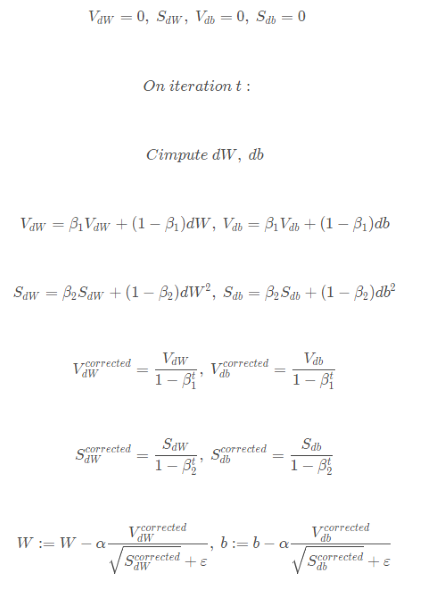 $V_{dW} = 0,\ S_{dW},\ V_{db} = 0,\ S_{db} = 0$
$On\ iteration\ t:$
$Cimpute\ dW,\ db$
$V_{dW} = \beta_1 V_{dW} + (1 - \beta_1)dW,\ V_{db} = \beta_1 V_{db} + (1 - \beta_1)db$
$S_{dW} = \beta_2 S_{dW} + (1 - \beta_2)dW^2,\ S_{db} = \beta_2 S_{db} + (1 - \beta_2)db^2$
$V_{dW}^{corrected} = \frac{V_{dW}}{1 - \beta_1^t},\ V_{db}^{corrected} = \frac{V_{db}}{1 - \beta_1^t}$
$S_{dW}^{corrected} = \frac{S_{dW}}{1 - \beta_2^t},\ S_{db}^{corrected} = \frac{S_{db}}{1 - \beta_2^t}$
$W := W - \alpha \frac{V_{dW}^{corrected}}{\sqrt{S_{dW}^{corrected}} + \varepsilon},\ b := b - \alpha \frac{V_{db}^{corrected}}{\sqrt{S_{db}^{corrected}} + \varepsilon}$